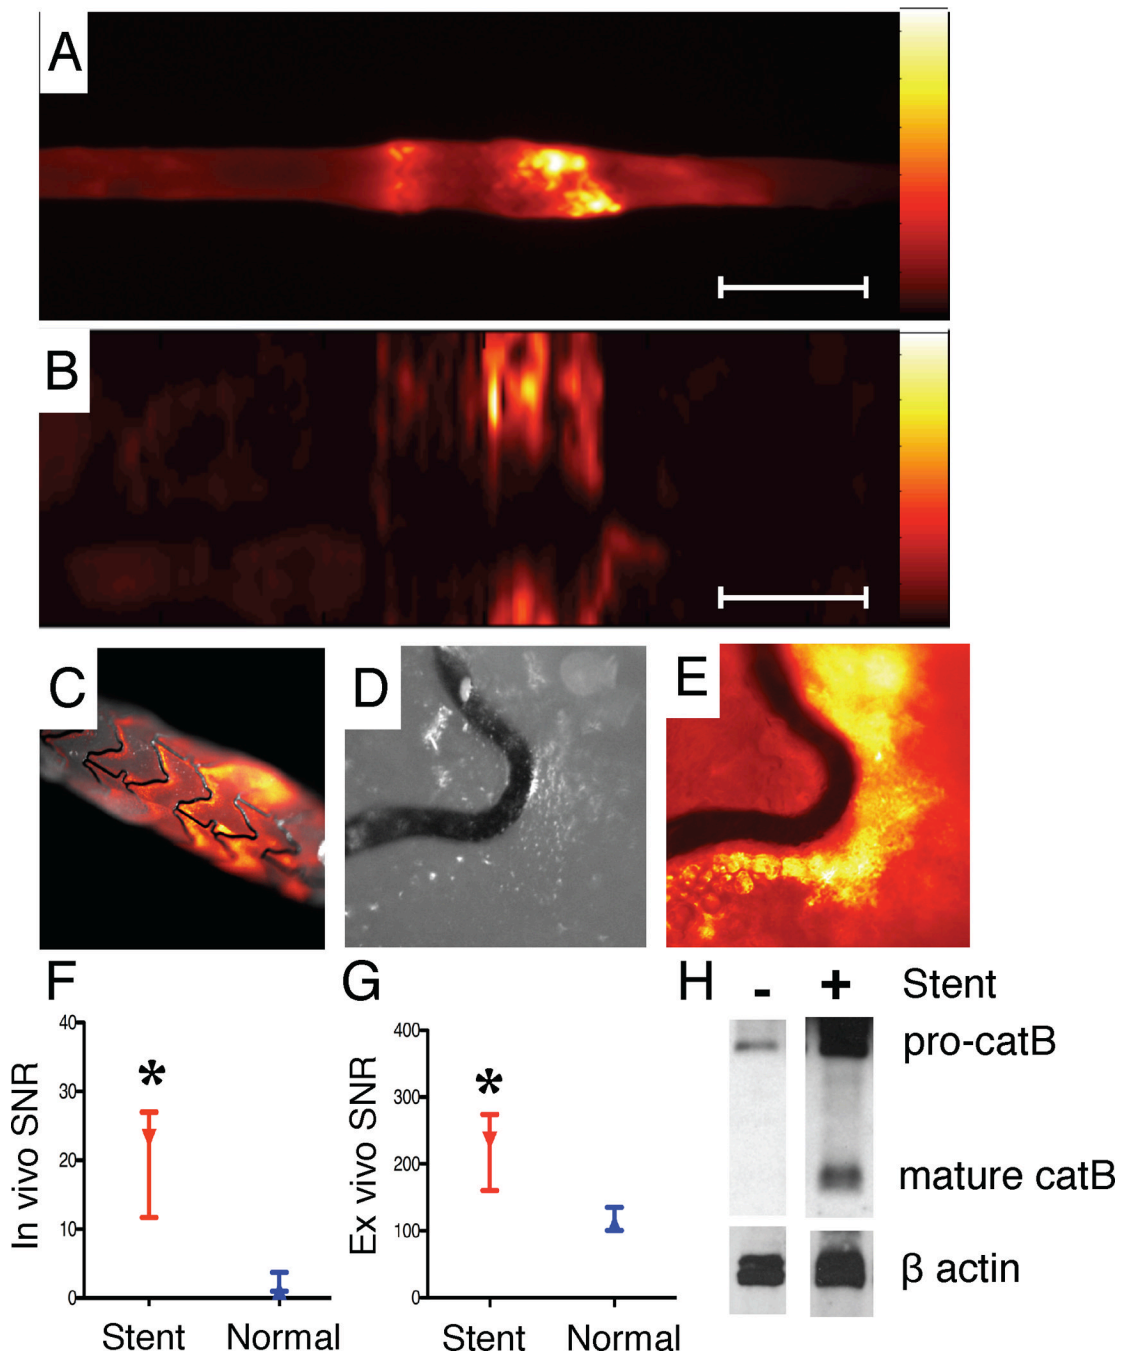 A
B
C
D
E
F
G
H
- + Stent
pro-catB
mature catB
β actin
40
30
20
10
0
In vivo SNR
*
Stent Normal
400
300
200
100
0
Ex vivo SNR
*
Stent Normal